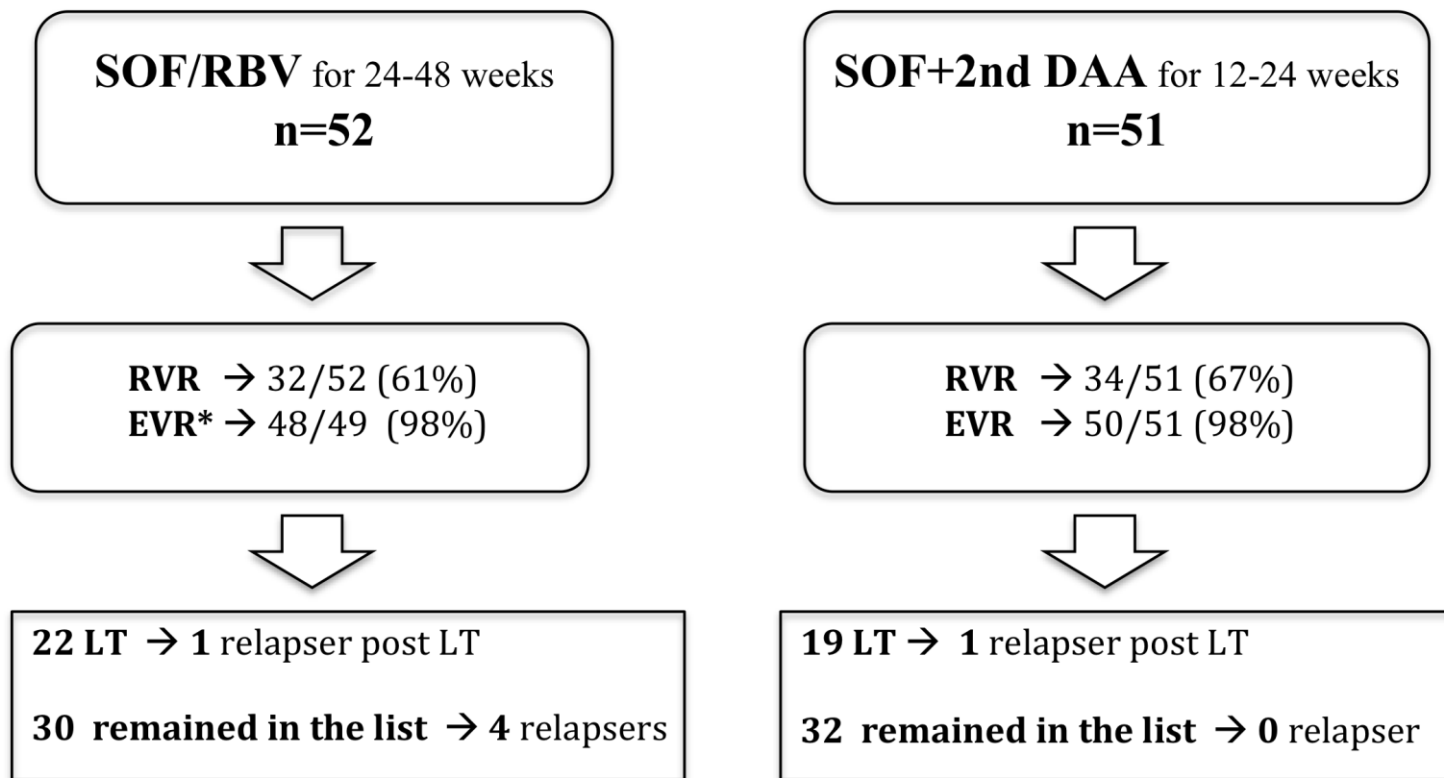 SOF/RBV for 24-48 weeks
n=52
RVR → 32/52 (61%)
EVR* → 48/49 (98%)
22 LT → 1 relapser post LT
30 remained in the list → 4 relapsers
SOF+2nd DAA for 12-24 weeks
n=51
RVR → 34/51 (67%)
EVR → 50/51 (98%)
19 LT → 1 relapser post LT
32 remained in the list → 0 relapser